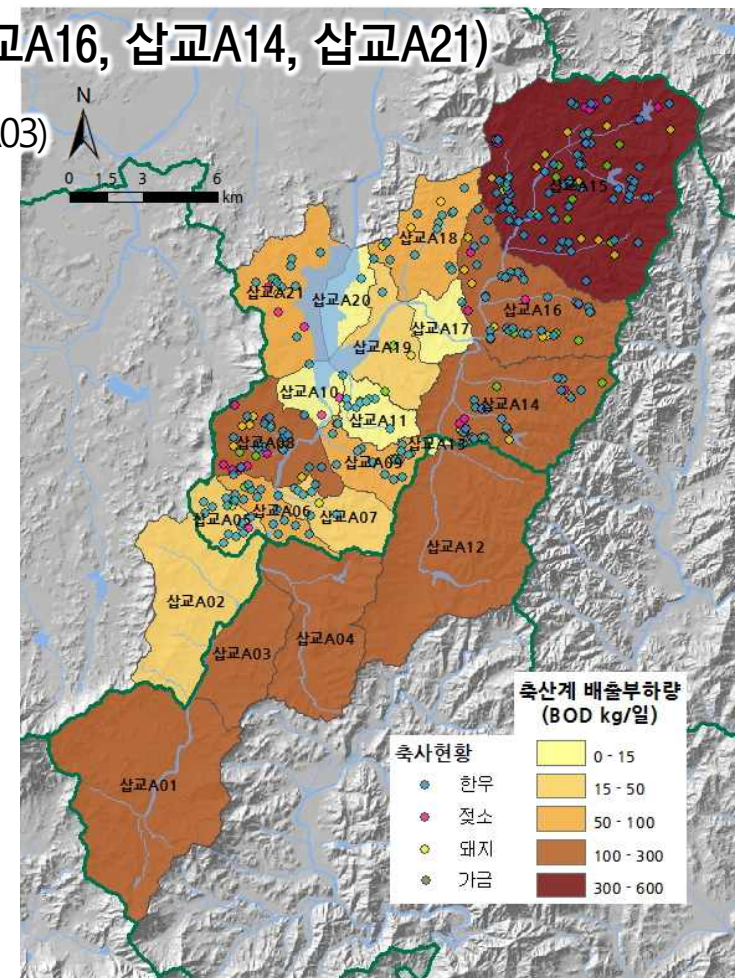 교A16, 삽교A14, 삽교A21)
A03)
N
0 1.5 3 6
km
삽교A15
삽교A18
삽교A21
삽교A20
삽교A16
삽교A17
삽교A19
삽교A10
삽교A14
삽교A11
삽교A08
삽교A13
삽교A09
삽교A06
삽교A05
삽교A07
삽교A12
삽교A02
삽교A04
삽교A03
삽교A01
축산계 배출부하량
(BOD kg/일)
축사현황
한우
젖소
돼지
가금
0 - 15
15 - 50
50 - 100
100 - 300
300 - 600